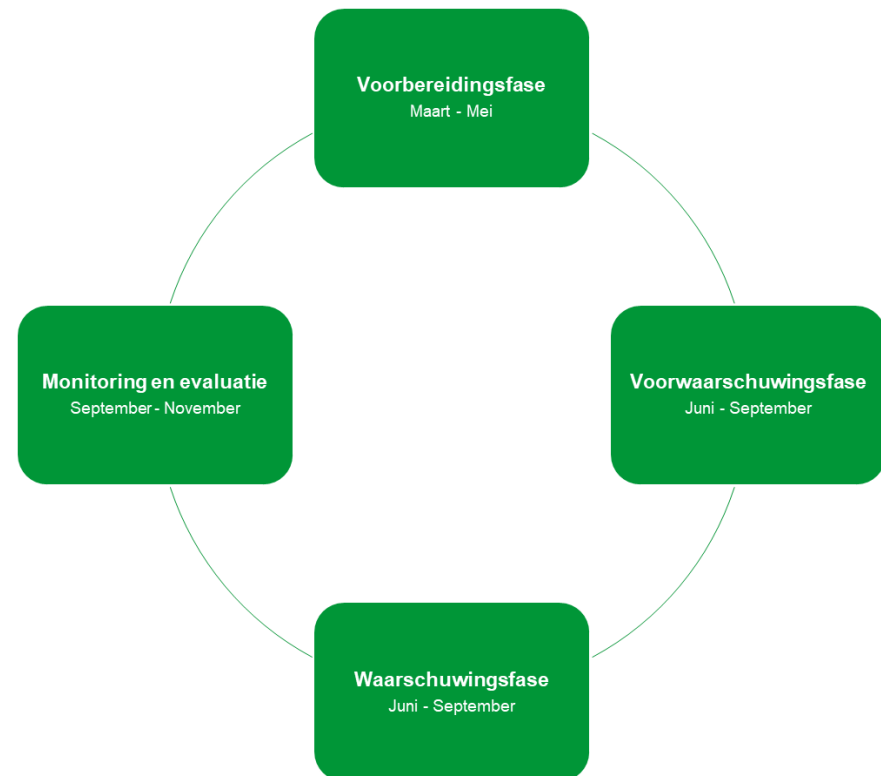 Voorbereidingsfase
Maart - Mei
Monitoring en evaluatie
September - November
Voorwaarschuwingsfase
Juni - September
Waarschuwingsfase
Juni - September